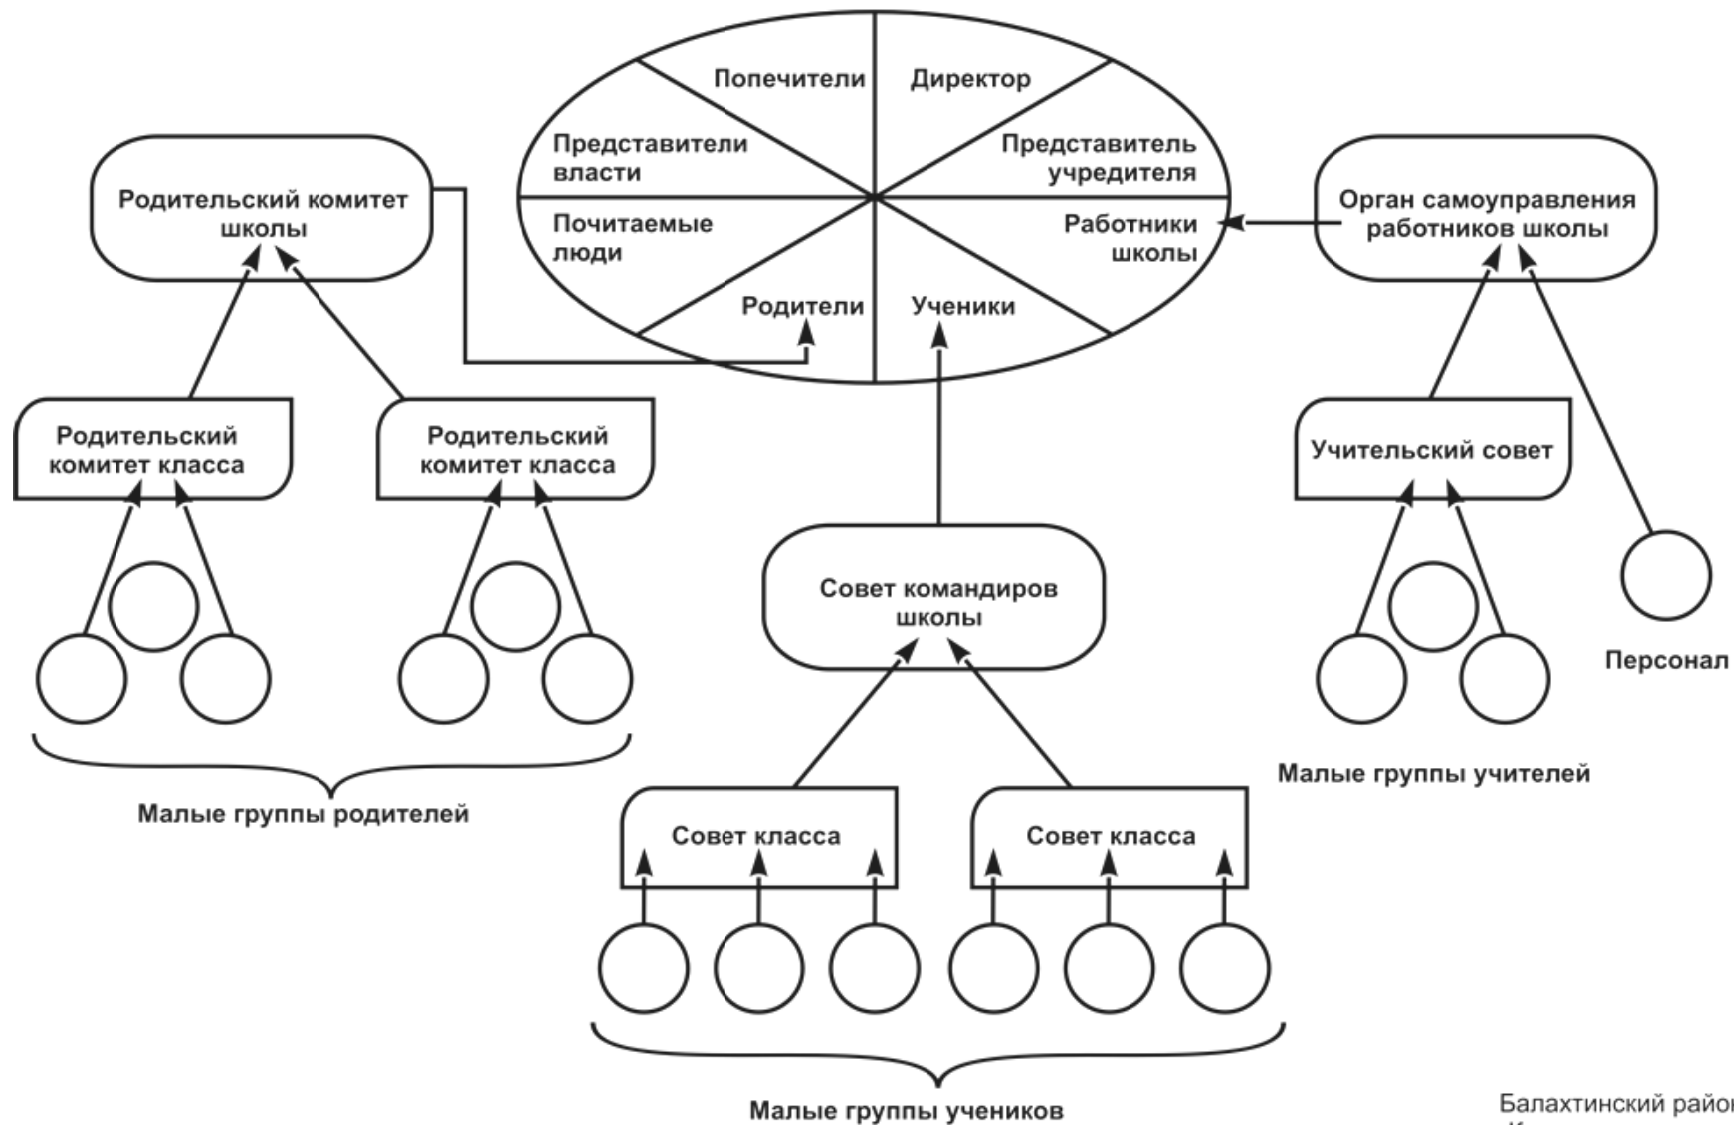 Попечители
Директор
Представители
власти
Представитель
учредителя
Почитаемые
люди
Работники
школы
Родители
Ученики
Родительский комитет
школы
Орган самоуправления
работников школы
Родительский
комитет класса
Родительский
комитет класса
Учительский совет
Совет командиров
школы
Персонал
Малые группы учителей
Малые группы родителей
Совет класса
Совет класса
Малые группы учеников
Балахтинский район